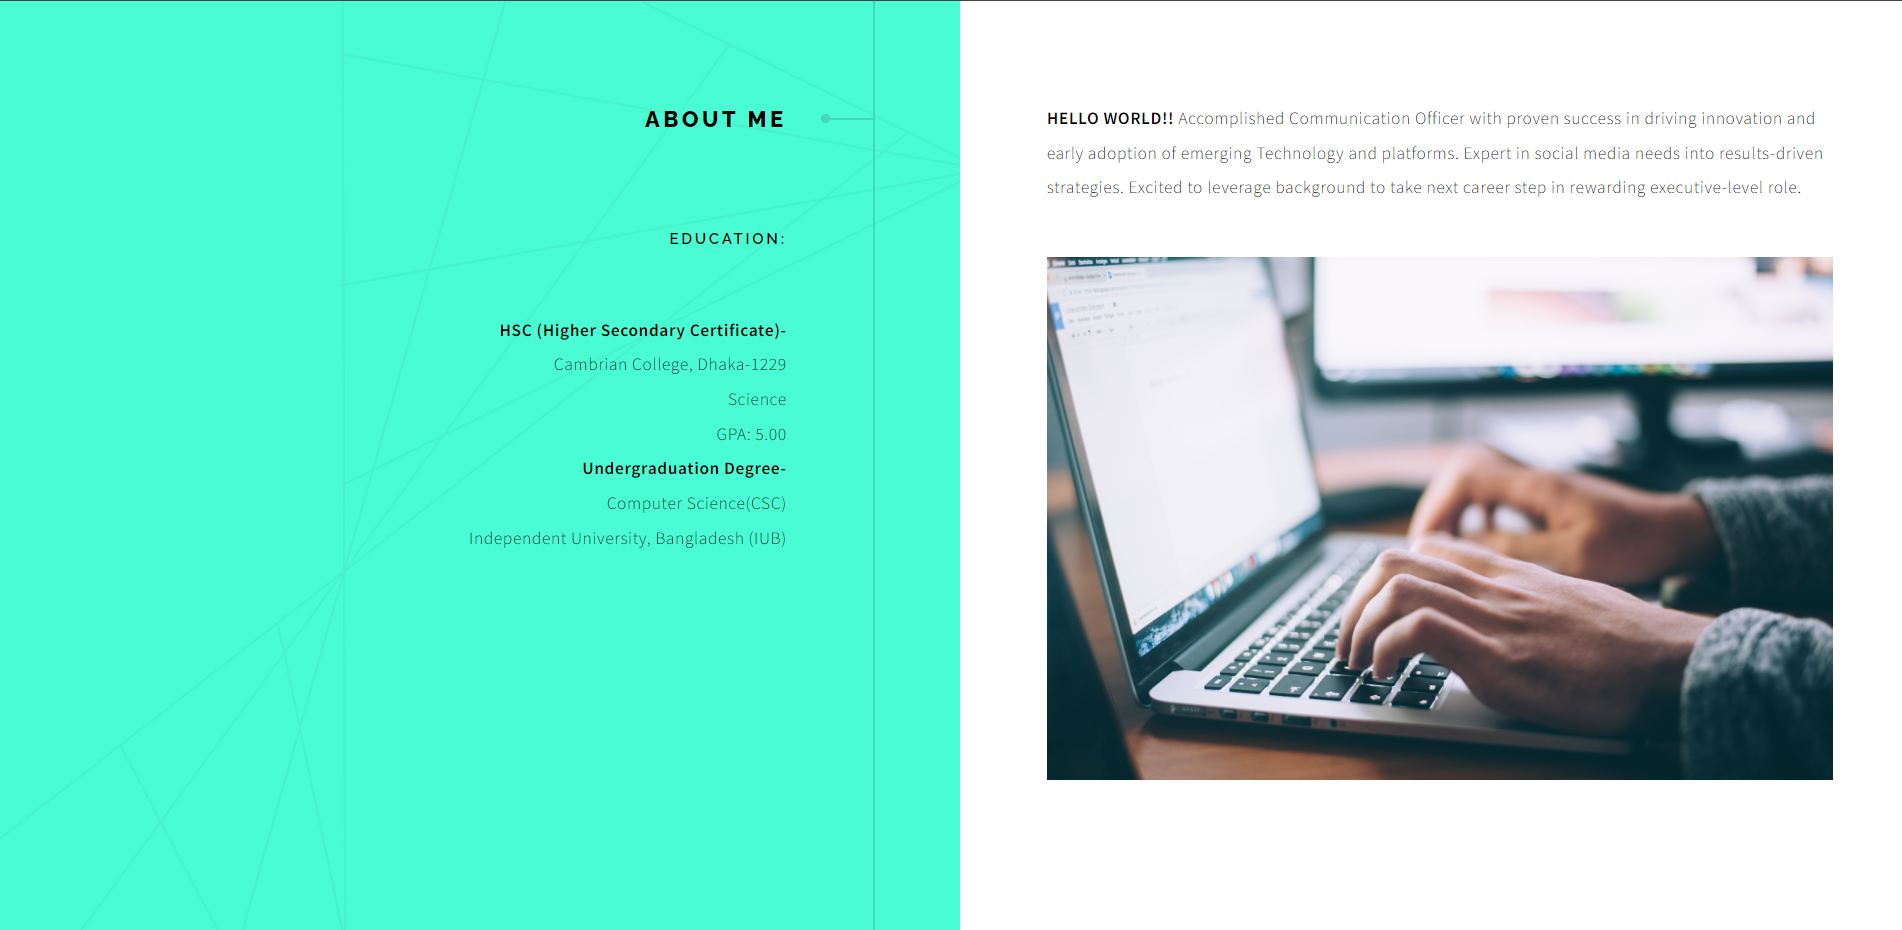 ABOUT ME
EDUCATION:
HSC (Higher Secondary Certificate)-
Cambrian College, Dhaka-1229
Science
GPA: 5.00
Undergraduation Degree-
Computer Science(CSC)
Independent University, Bangladesh (IUB)
HELLO WORLD!! Accomplished Communication Officer with proven success in driving innovation and
early adoption of emerging Technology and platforms. Expert in social media needs into results-driven
strategies. Excited to leverage background to take next career step in rewarding executive-level role.